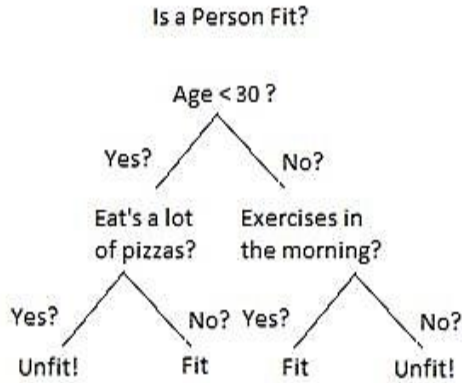 Is a Person Fit?
Age < 30 ?
Yes?
No?
Eat's a lot
of pizzas?
Exercises in
the morning?
Yes?
No?
Yes?
No?
Unfit!
Fit
Fit
Unfit!